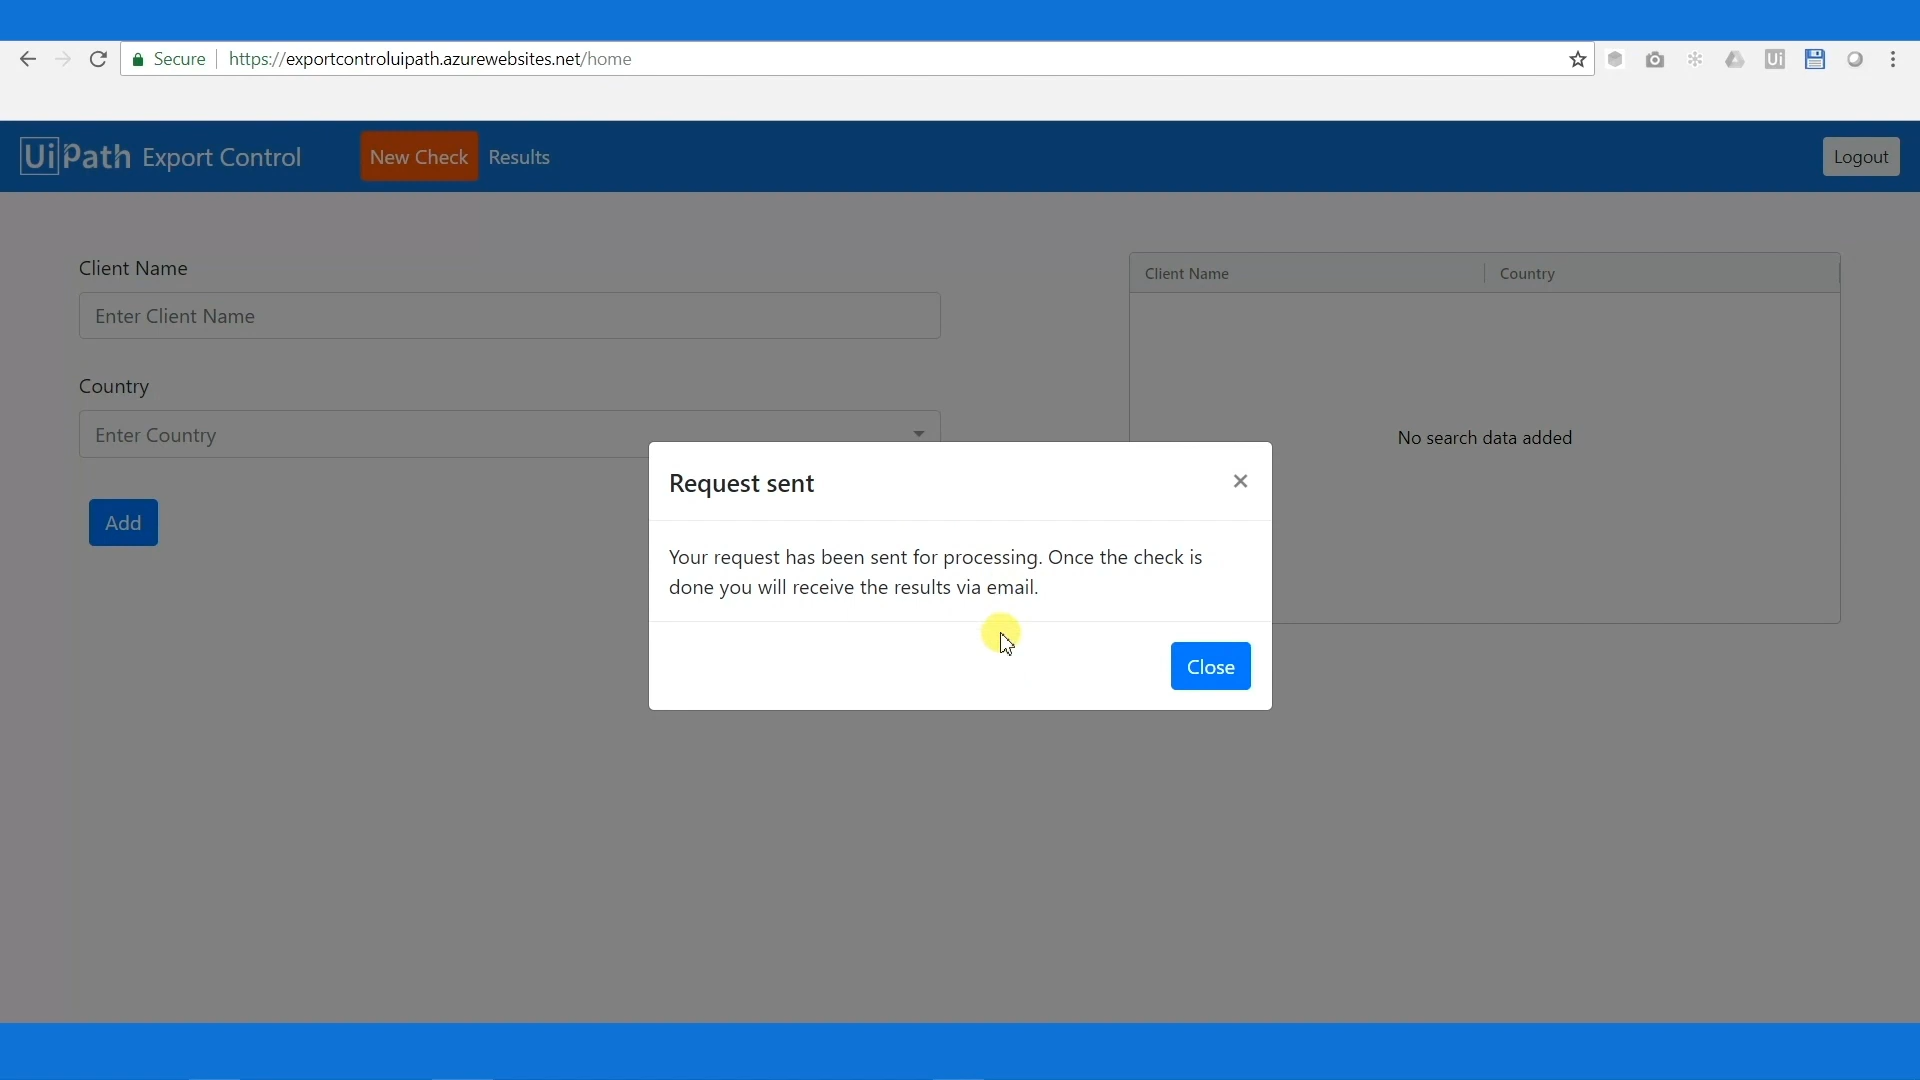 Secure
https://exportcontroluipath.azurewebsites.net/home
Ui
UiPath Export Control
New Check
Results
Logout
Client Name
Enter Client Name
Country
Enter Country
Add
Client Name
Country
No search data added
Request sent
×
Your request has been sent for processing. Once the check is
done you will receive the results via email.
Close